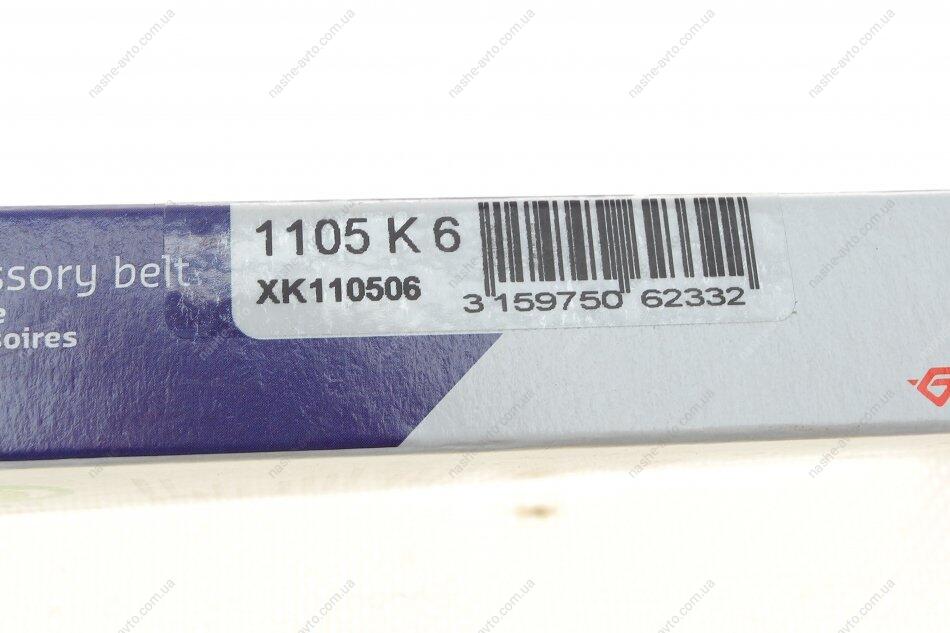 1105 K 6
XK110506
3 159750 62332
ssory belt
e
soires
G
nashe-avto.com.ua